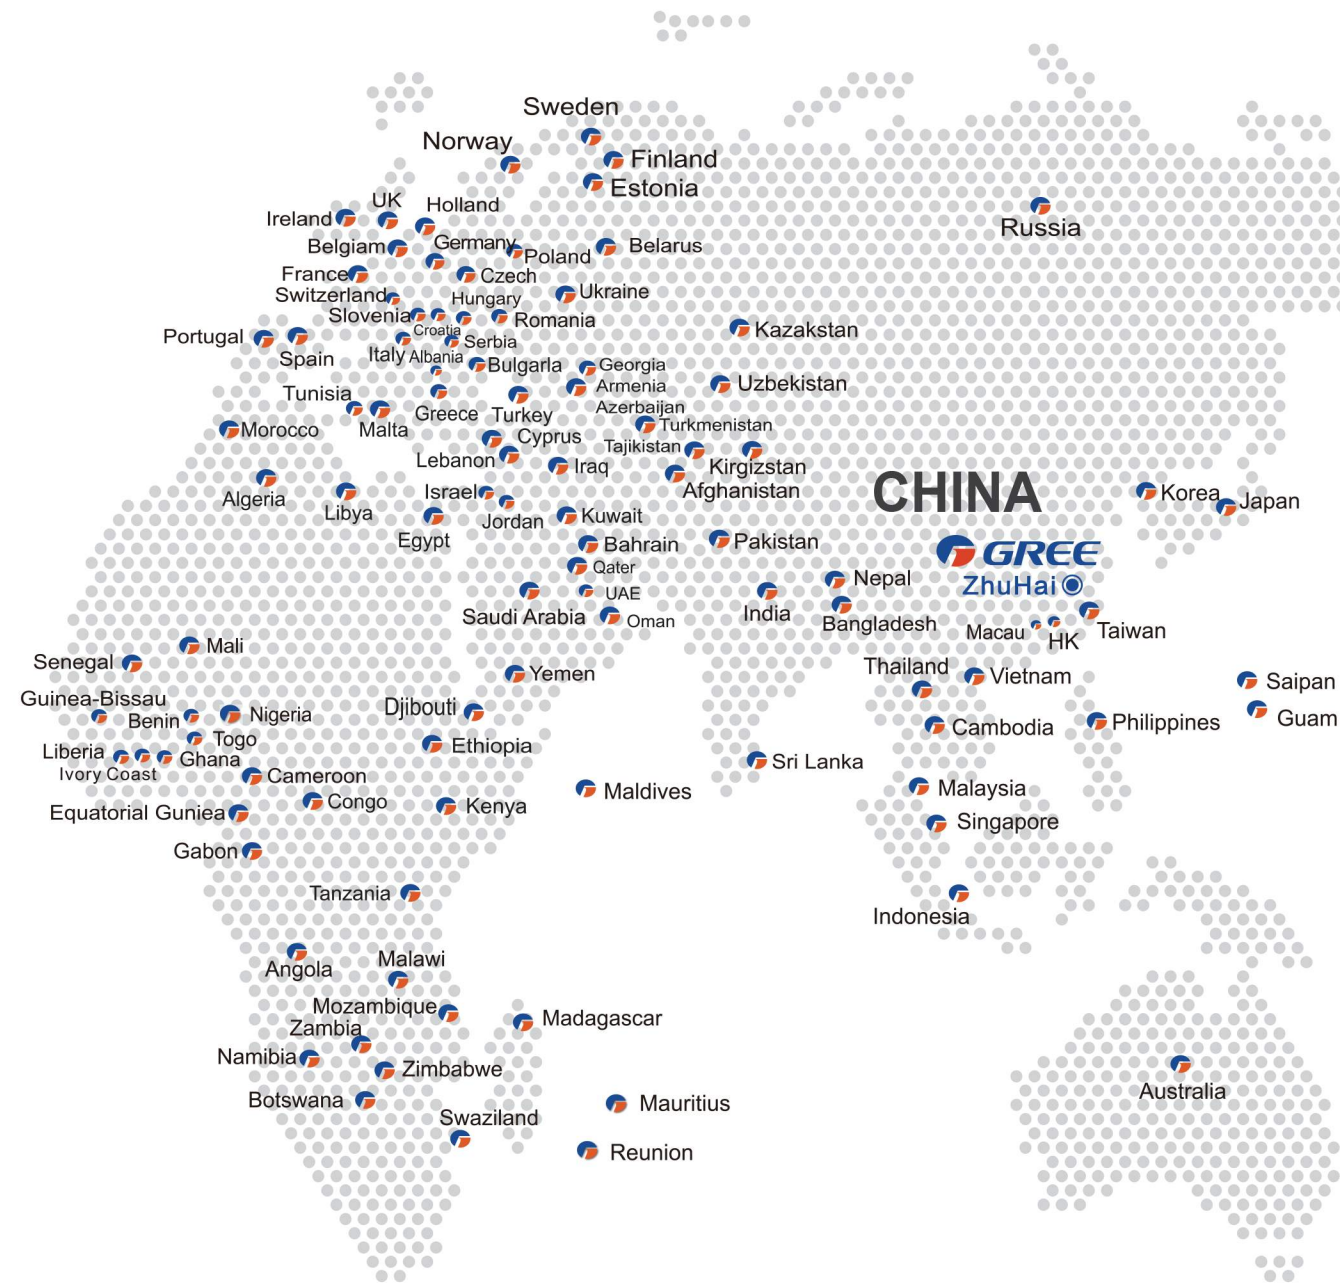 Sweden
Norway
Finland
Estonia
UK
Holland
Ireland
Russia
Belgiam
Germany
Poland
Belarus
France
Czech
Switzerland
Hungary
Ukraine
Slovenia
Croatia
Romania
Kazakstan
Portugal
Spain
Italy
Albania
Serbia
Bulgarla
Georgia
Armenia
Uzbekistan
Tunisia
Azerbaijan
Malta
Greece
Turkey
Turkmenistan
Morocco
Cyprus
Tajikistan
Lebanon
Iraq
Kirgizstan
Algeria
Libya
Israel
Jordan
Afghanistan
CHINA
Korea
Japan
Egypt
Kuwait
Bahrain
Pakistan
GREE
Qater
ZhuHai
Nepal
UAE
India
Saudi Arabia
Oman
Bangladesh
Macau
HK
Taiwan
Mali
Senegal
Yemen
Thailand
Vietnam
Saipan
Guinea-Bissau
Benin
Nigeria
Djibouti
Cambodia
Philippines
Guam
Togo
Liberia
Ghana
Ethiopia
Ivory Coast
Sri Lanka
Cameroon
Congo
Kenya
Maldives
Malaysia
Equatorial Guniea
Singapore
Gabon
Tanzania
Indonesia
Angola
Malawi
Mozambique
Madagascar
Zambia
Namibia
Zimbabwe
Australia
Botswana
Mauritius
Swaziland
Reunion